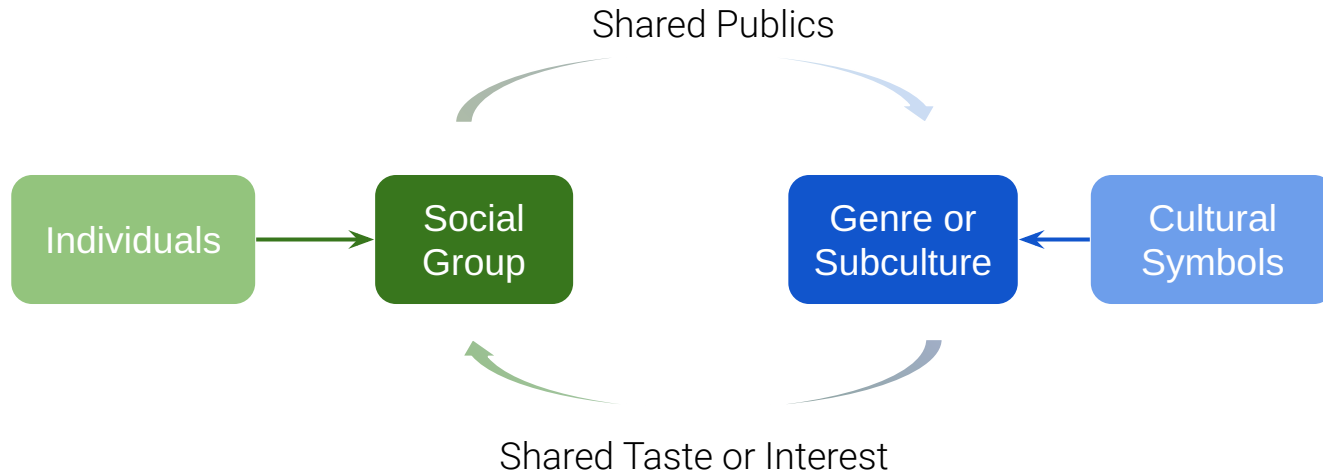 Shared Publics
Individuals
Social
Group
Genre or
Subculture
Cultural
Symbols
Shared Taste or Interest